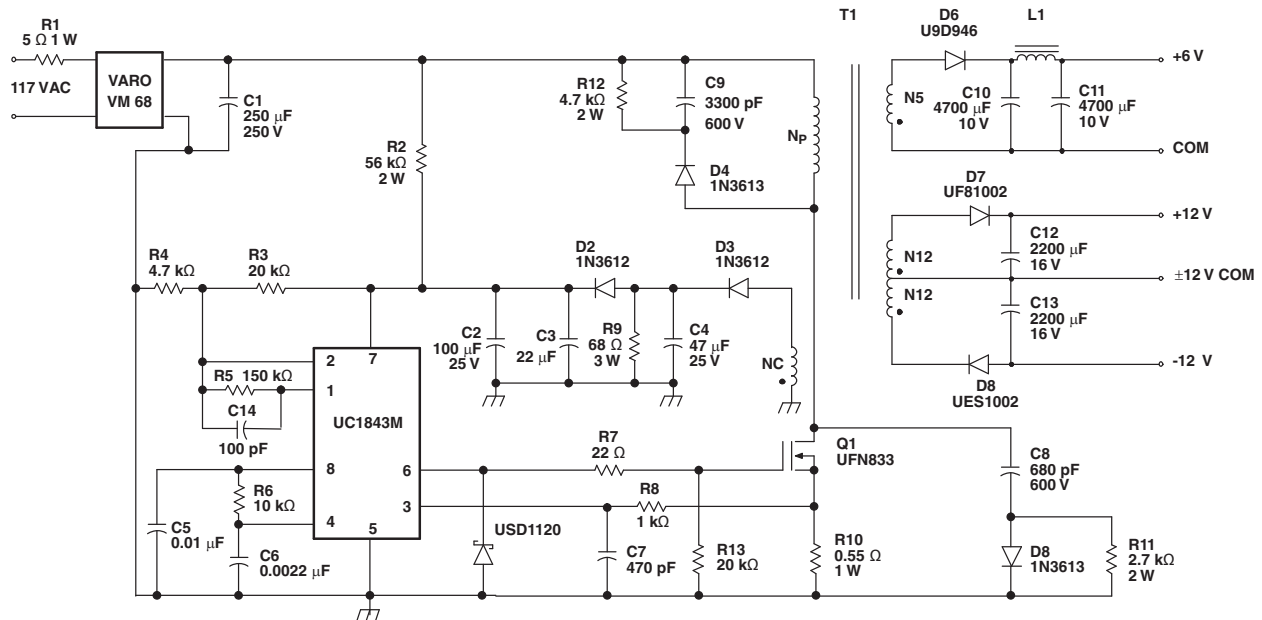 R1
5 Ω 1 W
117 VAC
VARO
VM 68
C1
250 µF
250 V
R2
56 kΩ
2 W
R12
4.7 kΩ
2 W
C9
3300 pF
600 V
D4
1N3613
NP
T1
D6
U9D946
L1
+6 V
N5
C10
4700 µF
10 V
C11
4700 µF
10 V
COM
D7
UF81002
+12 V
N12
N12
C12
2200 µF
16 V
±12 V COM
C13
2200 µF
16 V
-12 V
D8
UES1002
R4
4.7 kΩ
R3
20 kΩ
D2
1N3612
D3
1N3612
C2
100 µF
25 V
C3
22 µF
R9
68 Ω
3 W
C4
47 µF
25 V
NC
2
7
R5 150 kΩ
1
C14
100 pF
UC1843M
8
6
R6
10 kΩ
3
4
5
C5
0.01 µF
C6
0.0022 µF
USD1120
R7
22 Ω
R8
1 kΩ
C7
470 pF
R13
20 kΩ
Q1
UFN833
R10
0.55 Ω
1 W
C8
680 pF
600 V
D8
1N3613
R11
2.7 kΩ
2 W